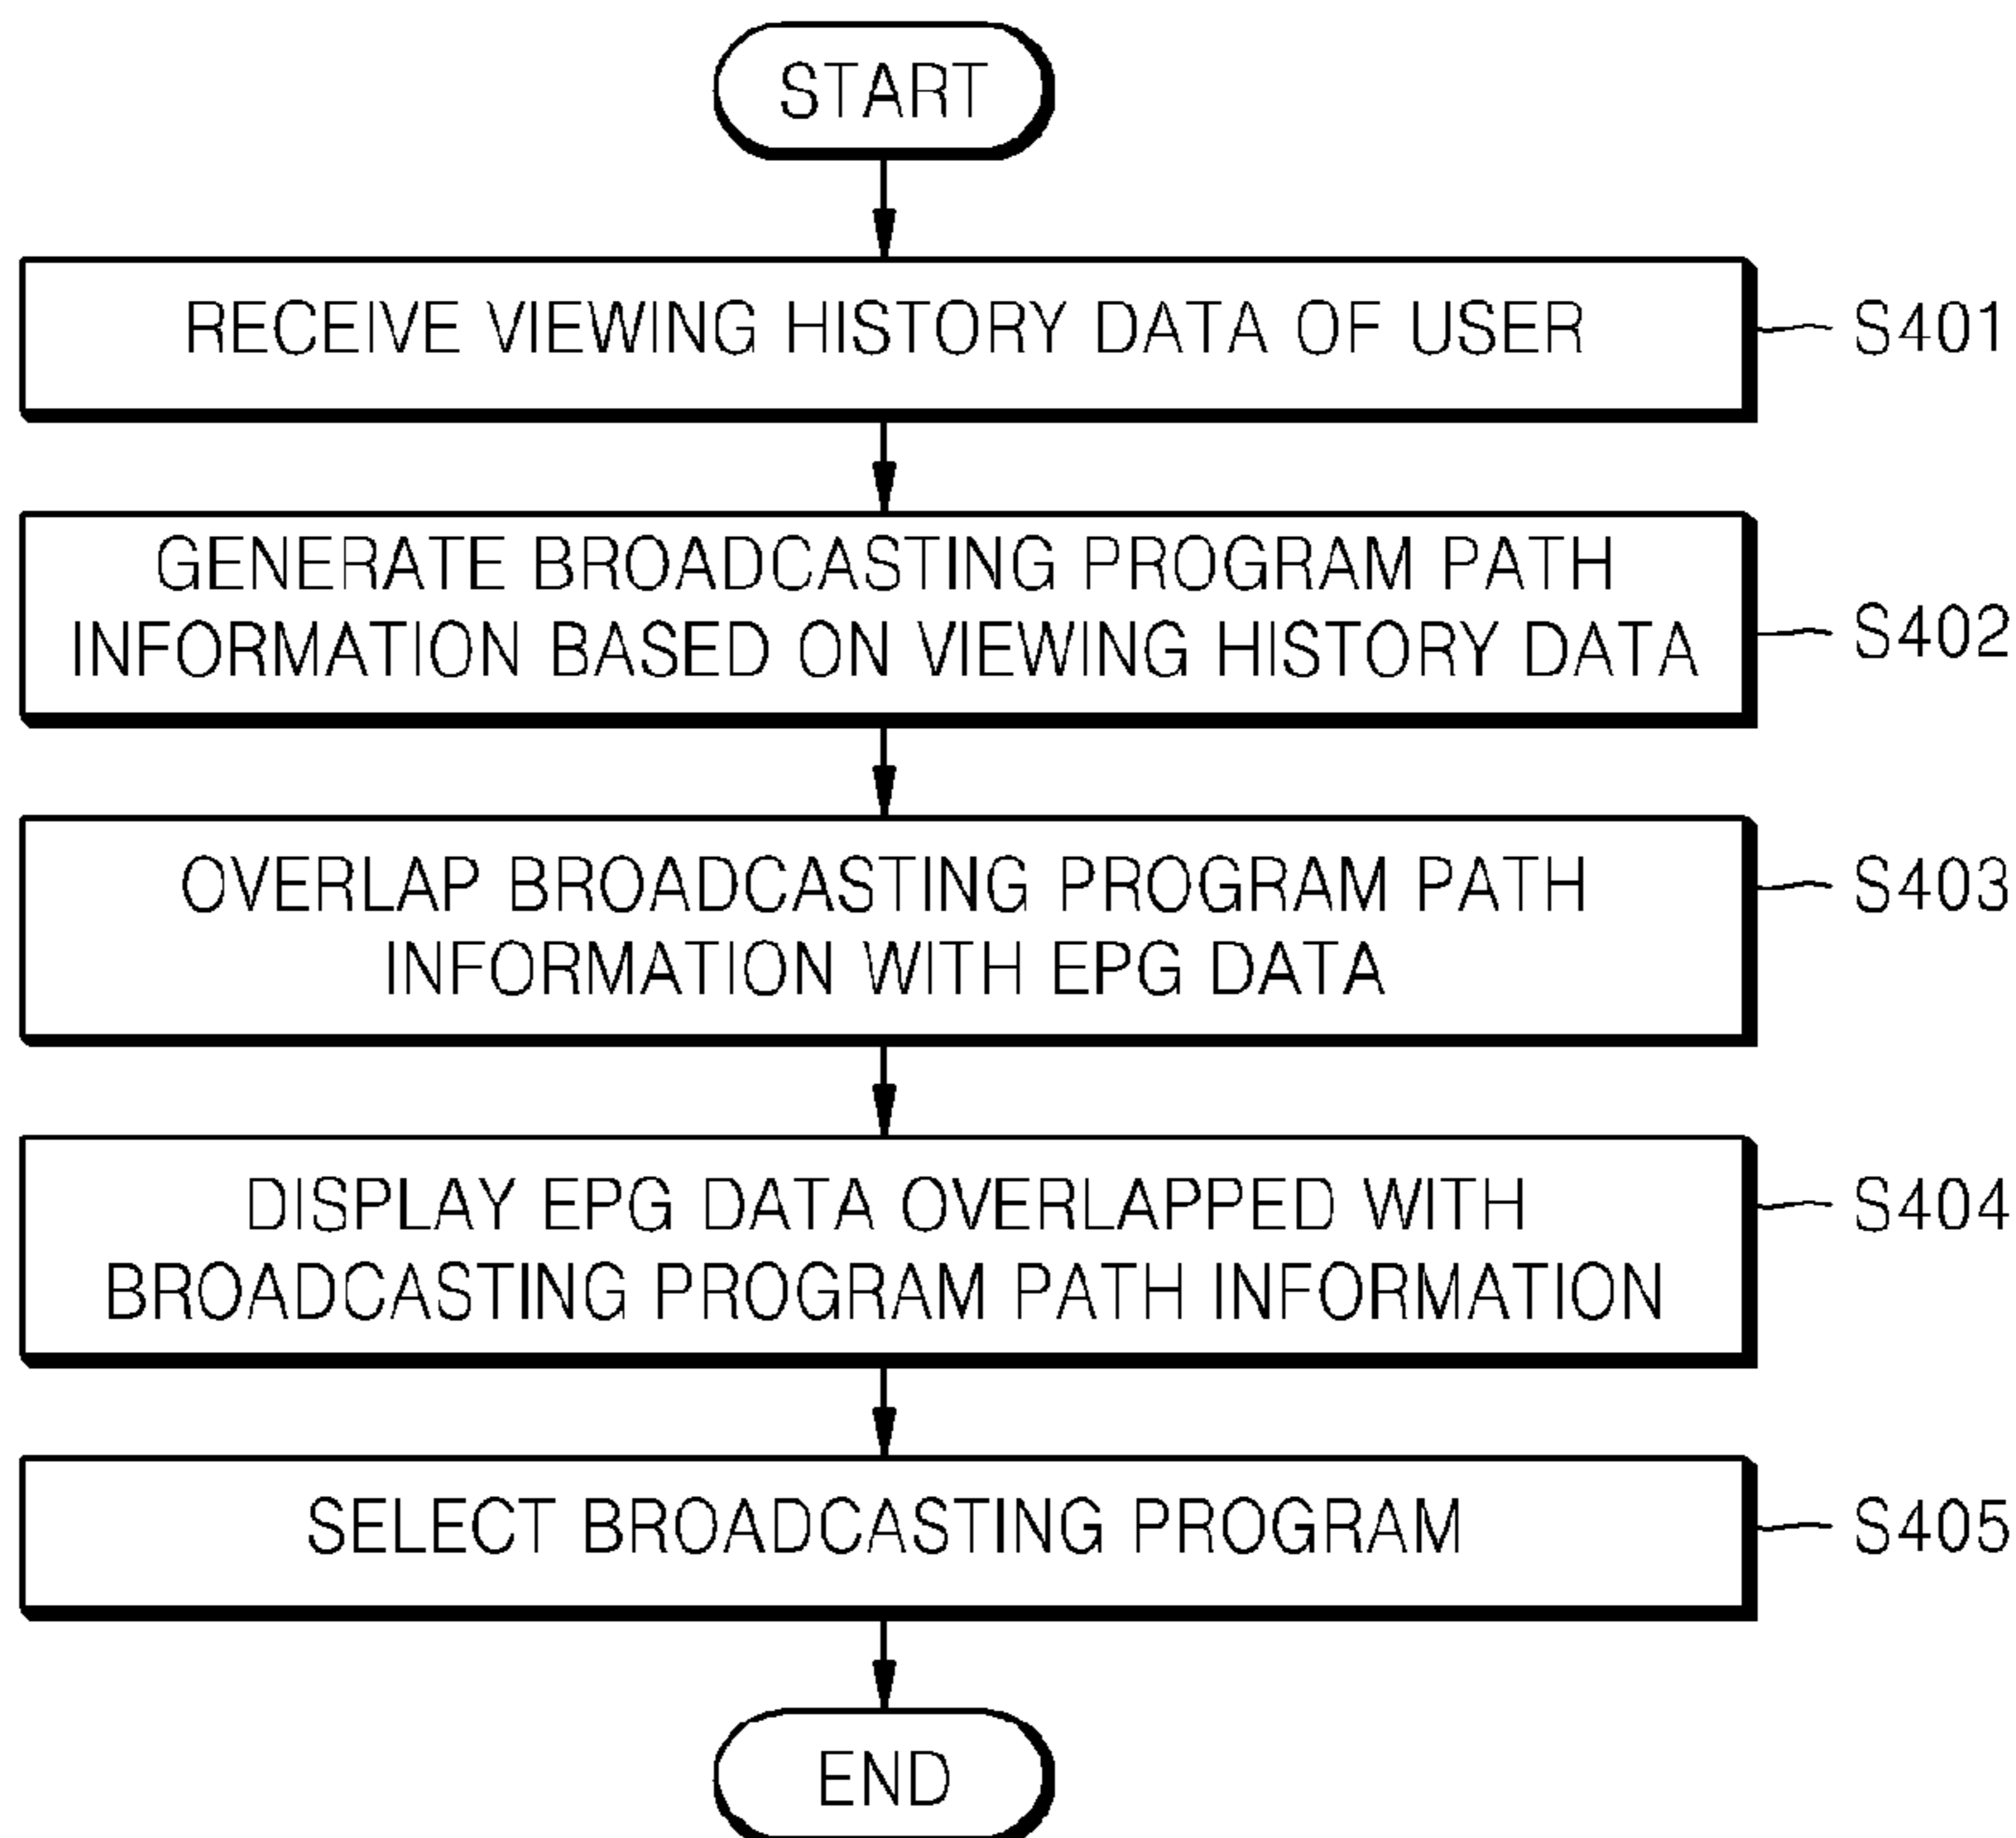 START
RECEIVE VIEWING HISTORY DATA OF USER
S401
GENERATE BROADCASTING PROGRAM PATH
INFORMATION BASED ON VIEWING HISTORY DATA
S402
OVERLAP BROADCASTING PROGRAM PATH
INFORMATION WITH EPG DATA
S403
DISPLAY EPG DATA OVERLAPPED WITH
BROADCASTING PROGRAM PATH INFORMATION
S404
SELECT BROADCASTING PROGRAM
S405
END